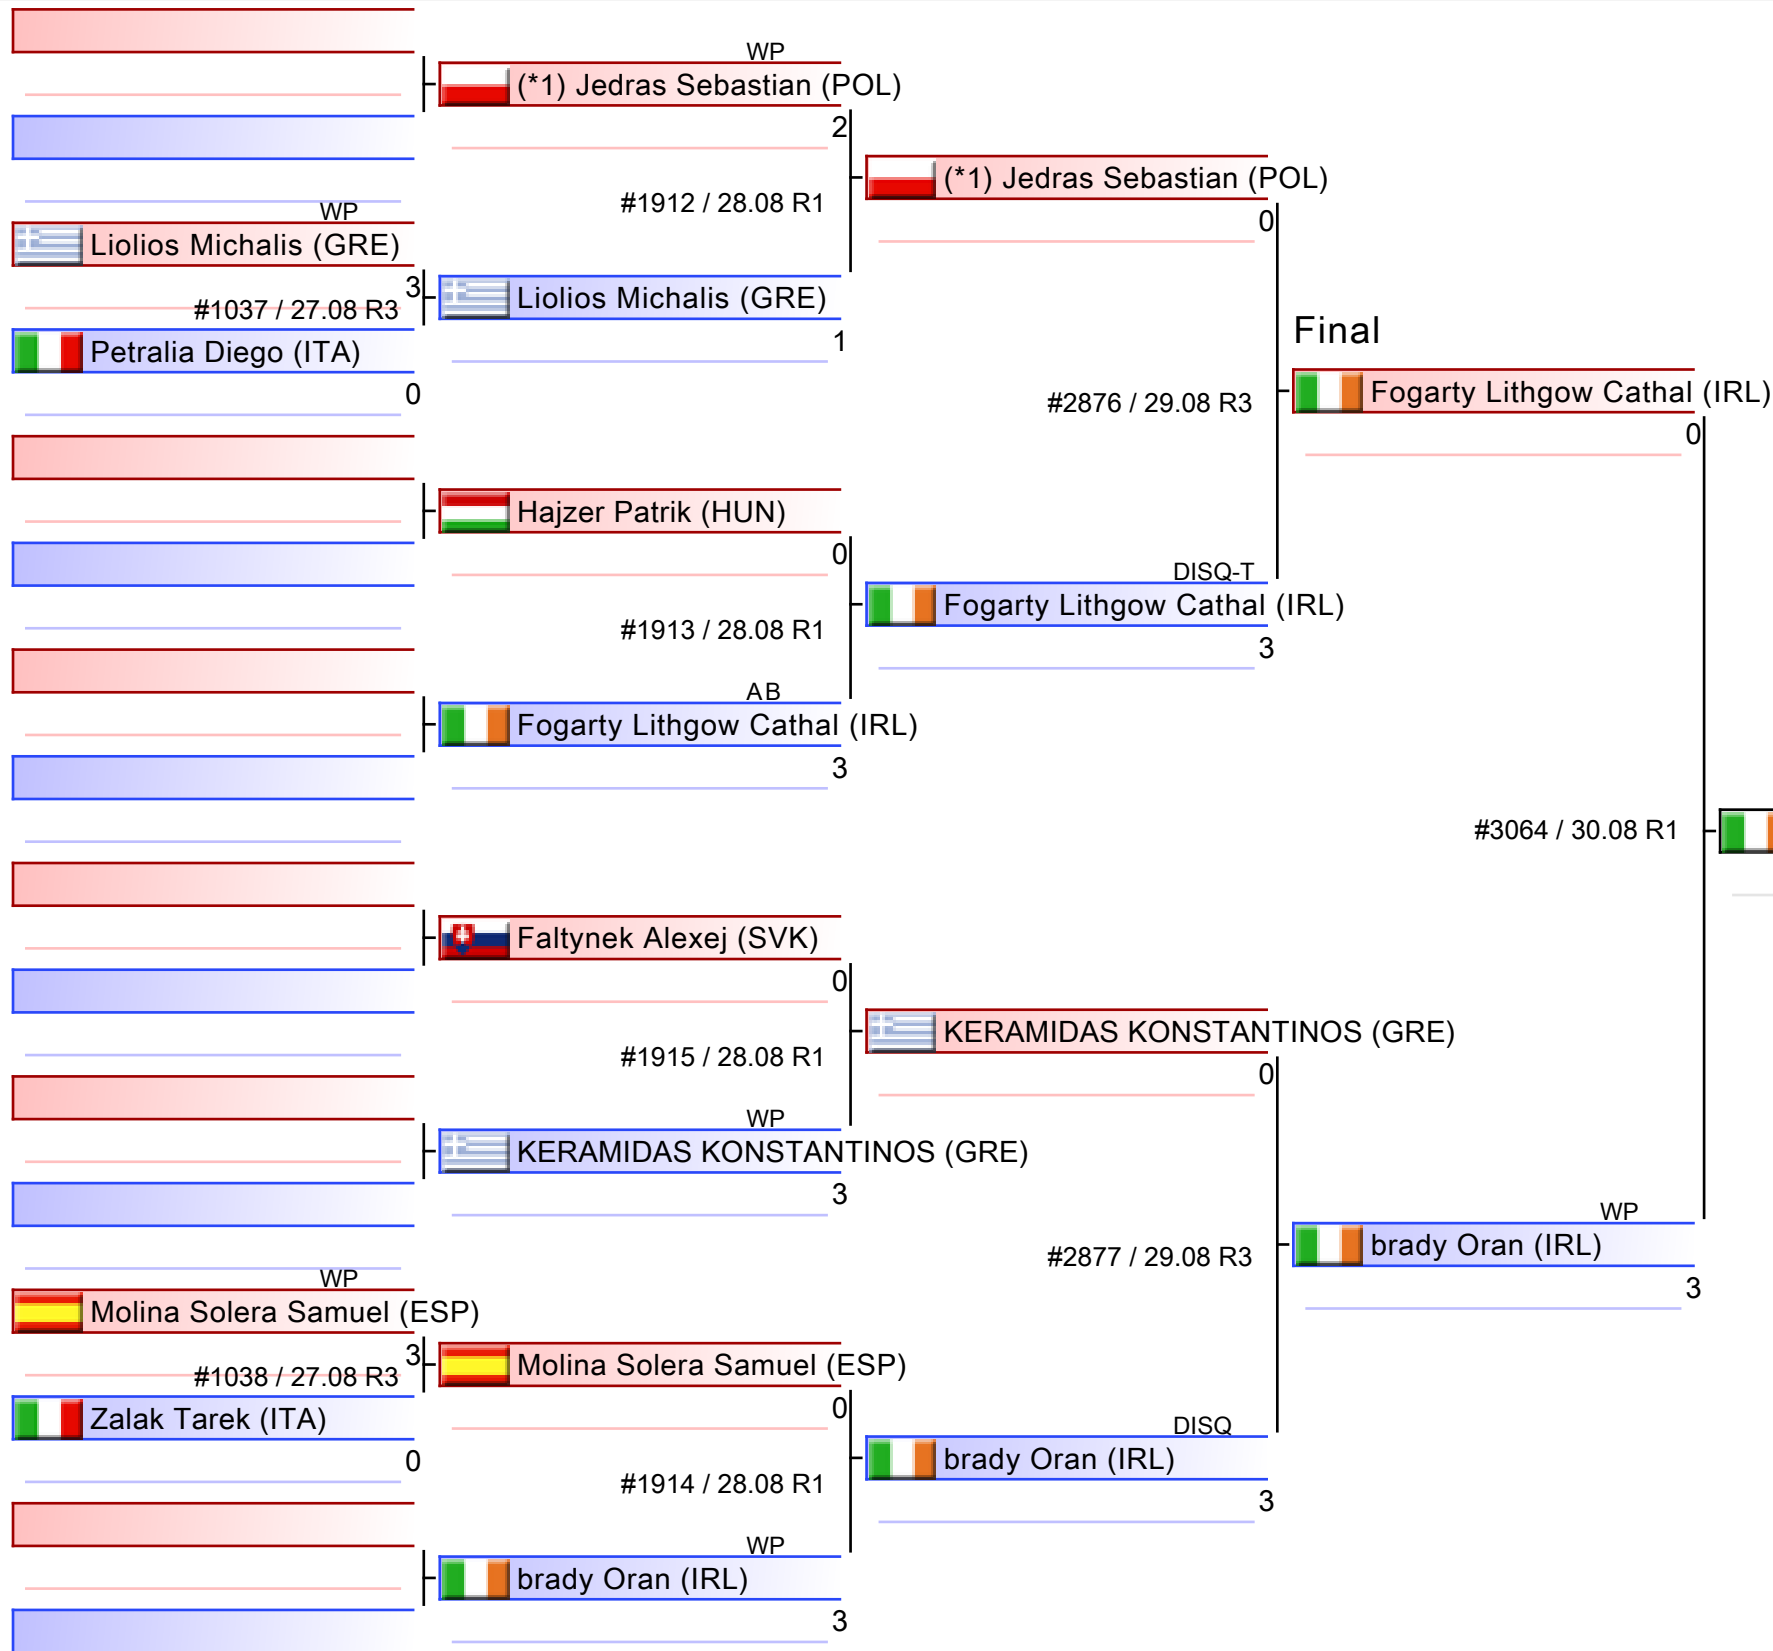 WP
(*1) Jedras Sebastian (POL)
2
(*1) Jedras Sebastian (POL)
#1912 / 28.08 R1
WP
0
Liolios Michalis (GRE)
3
Liolios Michalis (GRE)
#1037 / 27.08 R3
Final
1
Petralia Diego (ITA)
0
Fogarty Lithgow Cathal (IRL)
#2876 / 29.08 R3
0
Hajzer Patrik (HUN)
0
DISQ-T
Fogarty Lithgow Cathal (IRL)
#1913 / 28.08 R1
3
AB
Fogarty Lithgow Cathal (IRL)
3
#3064 / 30.08 R1
Faltynek Alexej (SVK)
0
KERAMIDAS KONSTANTINOS (GRE)
#1915 / 28.08 R1
0
WP
KERAMIDAS KONSTANTINOS (GRE)
3
WP
brady Oran (IRL)
#2877 / 29.08 R3
WP
3
Molina Solera Samuel (ESP)
3
Molina Solera Samuel (ESP)
#1038 / 27.08 R3
0
Zalak Tarek (ITA)
DISQ
0
brady Oran (IRL)
#1914 / 28.08 R1
3
WP
brady Oran (IRL)
3